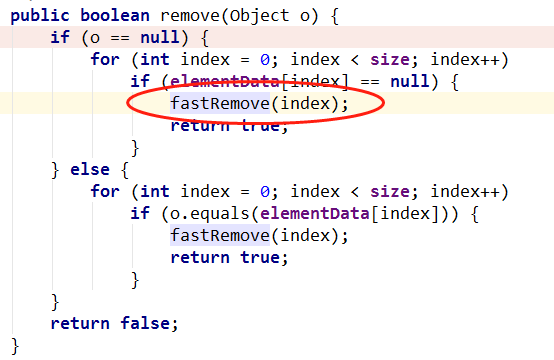 public boolean remove(Object o) {
    if (o == null) {
        for (int index = 0; index < size; index++)
            if (elementData[index] == null) {
                fastRemove(index);
                return true;
            }
    } else {
        for (int index = 0; index < size; index++)
            if (o.equals(elementData[index])) {
                fastRemove(index);
                return true;
            }
    }
    return false;
}